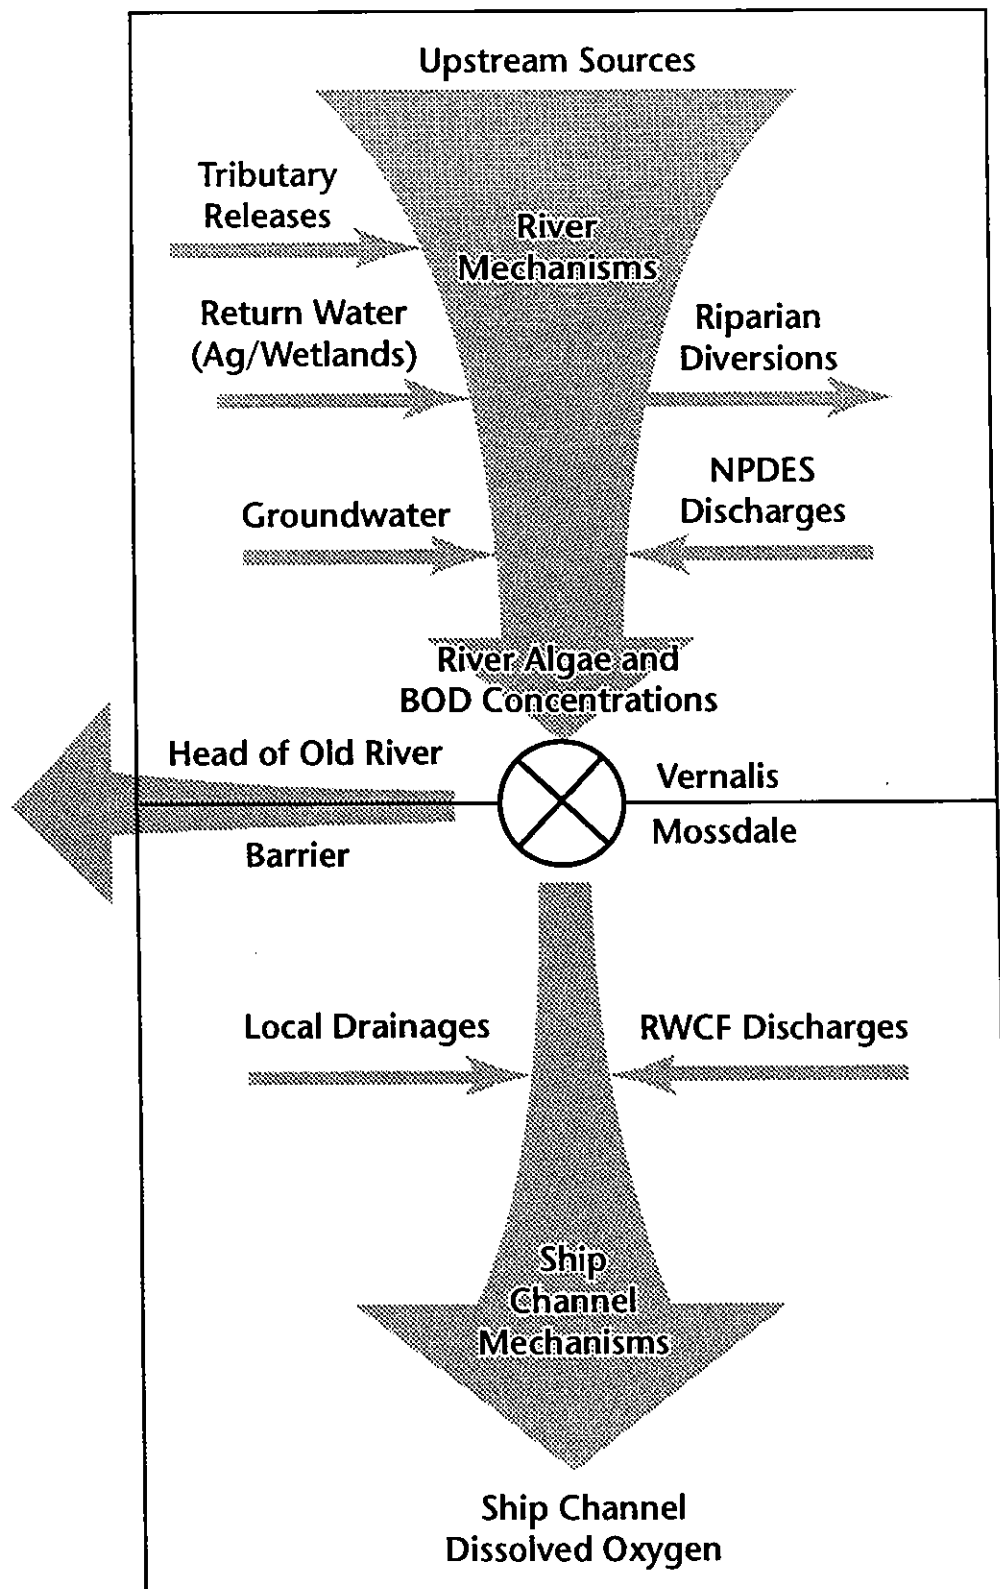 Upstream Sources
Tributary
Releases
River
Mechanisms
Return Water
(Ag/Wetlands)
Riparian
Diversions
NPDES
Discharges
Groundwater
River Algae and
BOD Concentrations
Head of Old River
Barrier
Vernalis
Mossdale
Local Drainages
RWCF Discharges
Ship
Channel
Mechanisms
Ship Channel
Dissolved Oxygen